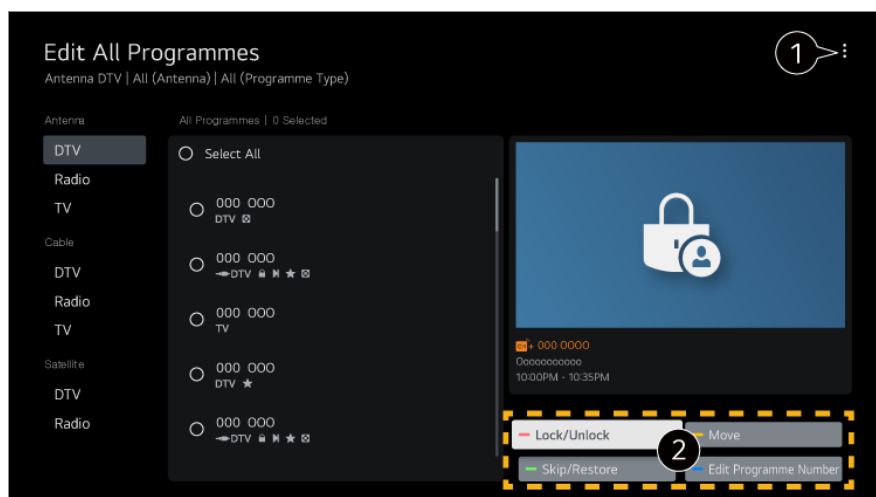 Edit All Programmes
Antenna DTV | All (Antenna) | All (Programme Type)
1
Antenna
DTV
Radio
TV
Cable
DTV
Radio
TV
Satellite
DTV
Radio
All Programmes | 0 Selected
Select All
000 000
DTV
000 000
DTV
000 000
TV
000 000
DTV
000 000
DTV
+ 000 0000
Ooooooooooo
10:00PM - 10:35PM
Lock/Unlock
Move
2
Skip/Restore
Edit Programme Number